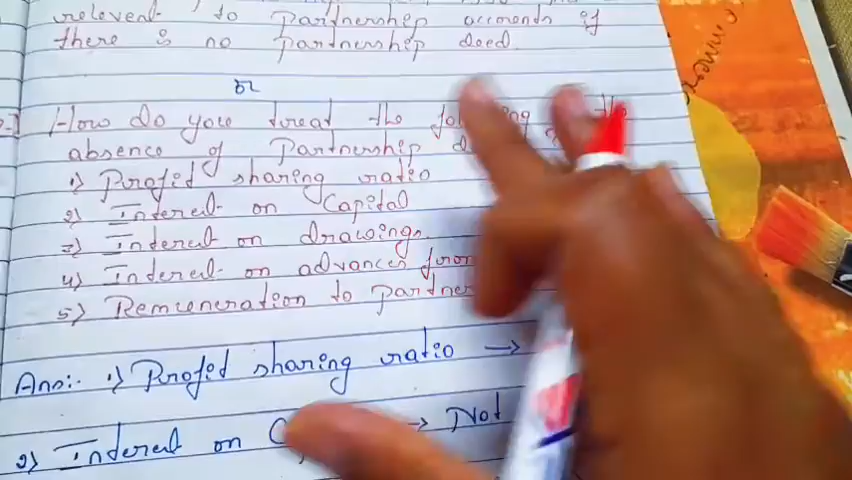 relevent to Partnership accounts if
there is no Partnership deed.
or
How do you treat the the
absence of Partnership
1) Profit sharing ratio
2) Interest on Capital
3) Interest on drawings.
4) Interest on advances from
5) Remuneration to Partner
Ans:- 1) Profit sharing ratio →
2) Interest on → Not